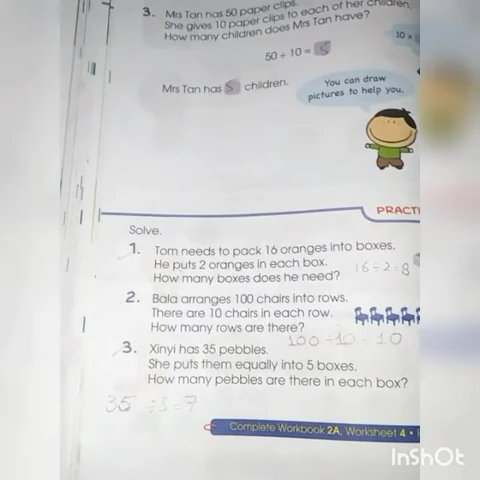 3. Mrs Tan has 50 paper clips.
She gives 10 paper clips to each of her children.
How many children does Mrs Tan have?
10 ×
50 ÷ 10 = 5
Mrs Tan has 5 children.
You can draw
pictures to help you.
PRACT
Solve.
1. Tom needs to pack 16 oranges into boxes.
He puts 2 oranges in each box.
How many boxes does he need?
16 ÷ 2 = 8
2. Bala arranges 100 chairs into rows.
There are 10 chairs in each row.
How many rows are there?
100 ÷ 10 = 10
3. Xinyi has 35 pebbles.
She puts them equally into 5 boxes.
How many pebbles are there in each box?
35 ÷ 5 = 7
Complete Workbook 2A, Worksheet 4 •
InShOt